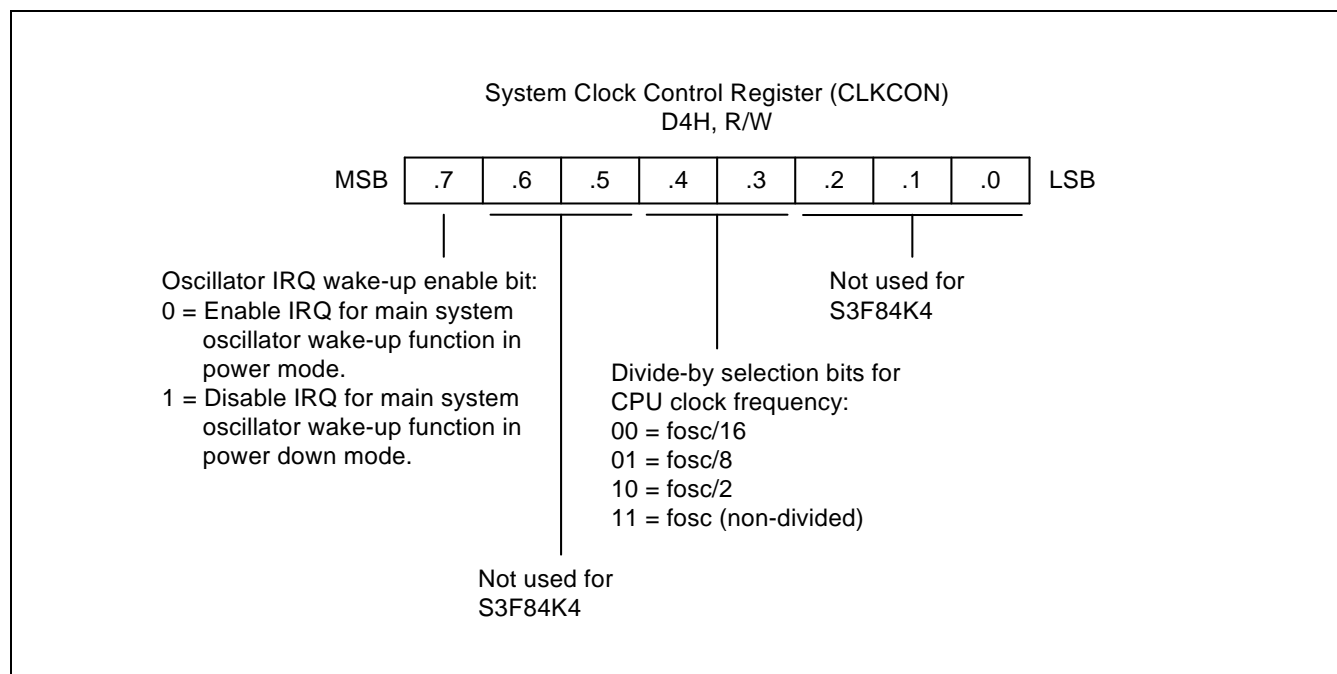 System Clock Control Register (CLKCON)
D4H, R/W
MSB .7 .6 .5 .4 .3 .2 .1 .0 LSB
Oscillator IRQ wake-up enable bit:
0 = Enable IRQ for main system
oscillator wake-up function in
power mode.
1 = Disable IRQ for main system
oscillator wake-up function in
power down mode.
Not used for
S3F84K4
Divide-by selection bits for
CPU clock frequency:
00 = fosc/16
01 = fosc/8
10 = fosc/2
11 = fosc (non-divided)
Not used for
S3F84K4